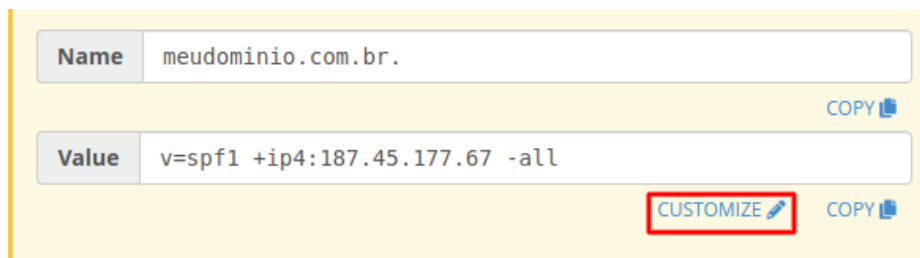 Name meudominio.com.br.
COPY
Value v=spf1 +ip4:187.45.177.67 -all
CUSTOMIZE COPY